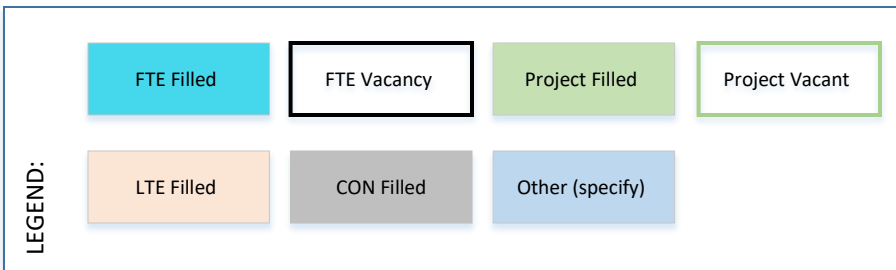 FTE Filled
FTE Vacancy
Project Filled
Project Vacant
LEGEND:
LTE Filled
CON Filled
Other (specify)